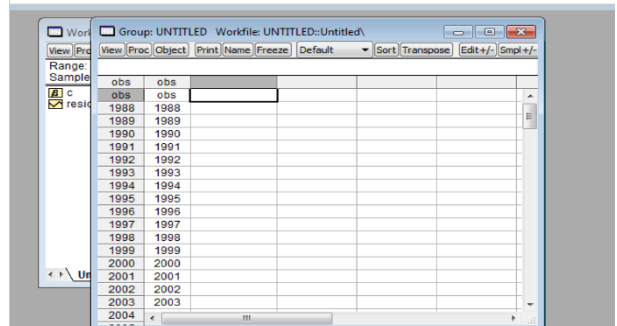 Work
Group: UNTITLED Workfile: UNTITLED::Untitled\
View Proc Object Print Name Freeze Default Sort Transpose Edit+/- Smpl+/-
View Pro
Range:
Sample
c
resid
Un
obs obs
obs obs
1988 1988
1989 1989
1990 1990
1991 1991
1992 1992
1993 1993
1994 1994
1995 1995
1996 1996
1997 1997
1998 1998
1999 1999
2000 2000
2001 2001
2002 2002
2003 2003
2004